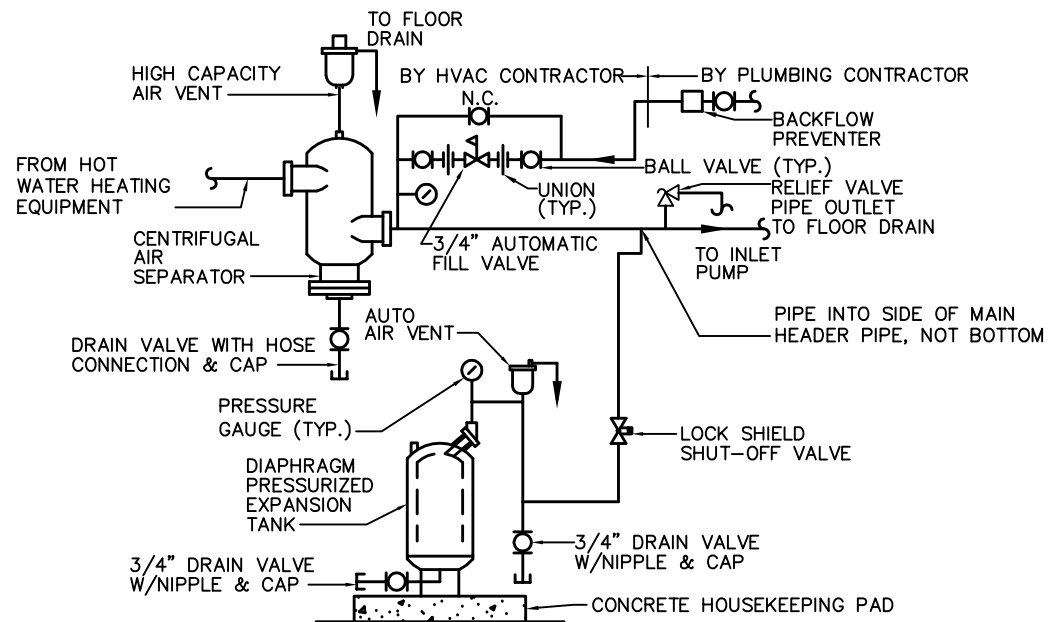 TO FLOOR
DRAIN
HIGH CAPACITY
AIR VENT
BY HVAC CONTRACTOR
BY PLUMBING CONTRACTOR
N.C.
BACKFLOW
PREVENTER
FROM HOT
WATER HEATING
EQUIPMENT
BALL VALVE (TYP.)
UNION
(TYP.)
RELIEF VALVE
PIPE OUTLET
TO FLOOR DRAIN
CENTRIFUGAL
AIR
SEPARATOR
3/4" AUTOMATIC
FILL VALVE
TO INLET
PUMP
AUTO
AIR VENT
PIPE INTO SIDE OF MAIN
HEADER PIPE, NOT BOTTOM
DRAIN VALVE WITH HOSE
CONNECTION & CAP
PRESSURE
GAUGE (TYP.)
LOCK SHIELD
SHUT-OFF VALVE
DIAPHRAGM
PRESSURIZED
EXPANSION
TANK
3/4" DRAIN VALVE
W/NIPPLE & CAP
3/4" DRAIN VALVE
W/NIPPLE & CAP
CONCRETE HOUSEKEEPING PAD